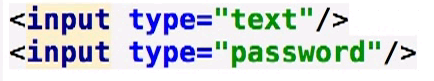 <input type="text"/>
<input type="password"/>